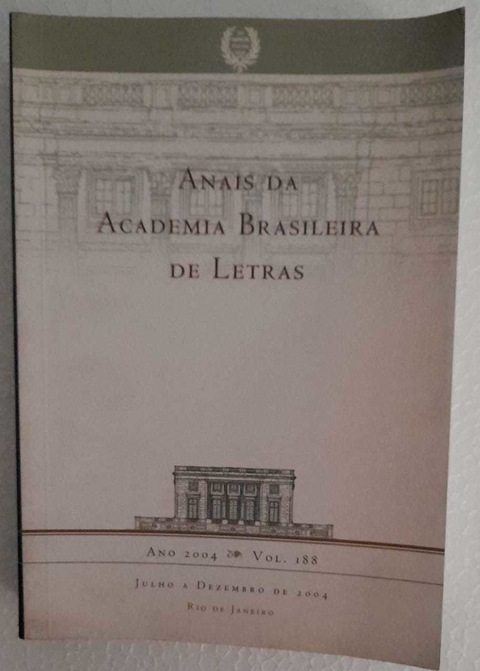 Anais da
Academia Brasileira
de Letras
Ano 2004 Vol. 188
Julho a Dezembro de 2004
Rio de Janeiro